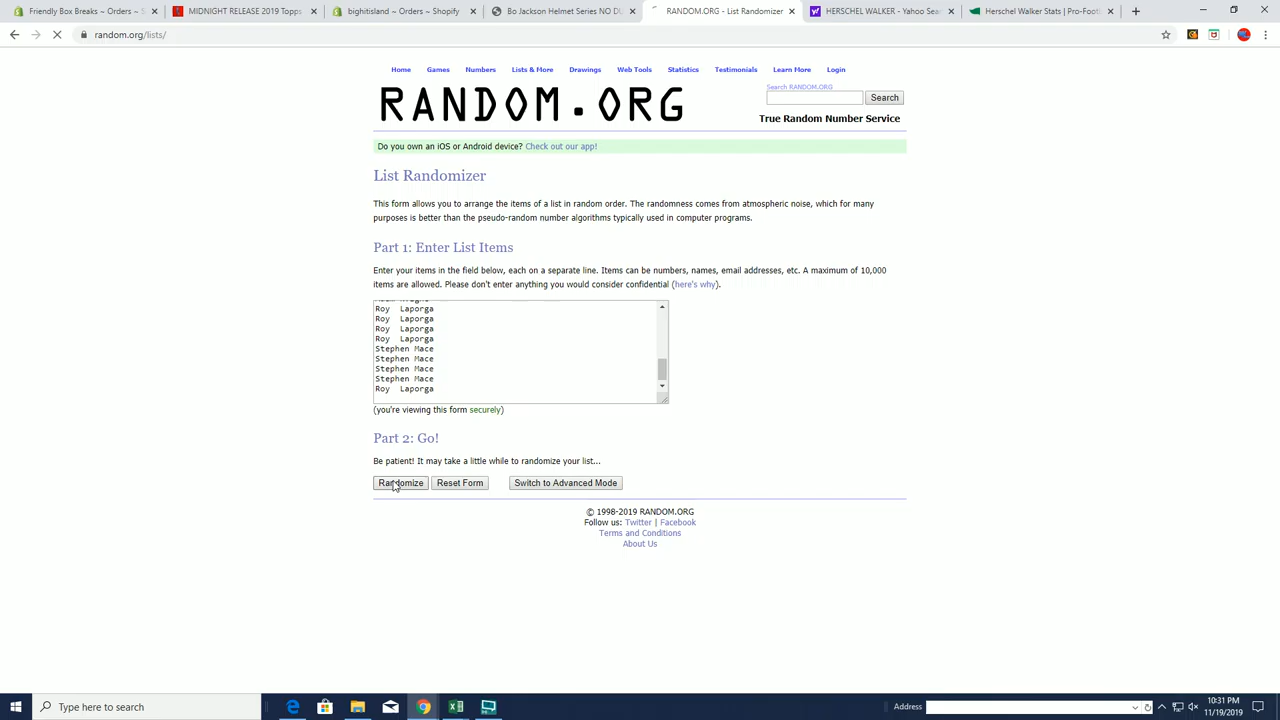 Friendly Box Breaks ~ Orders ~ S
MIDNIGHT RELEASE 2019 Topps
bighitisland ~ Orders ~ Shopify
Bo Jackson Helmet Series NO DU
RANDOM.ORG - List Randomizer
HERSCHEL WALKER - Yahoo Sea
Herschel Walker Stats | Pro-Foot
random.org/lists/
Home Games Numbers Lists & More Drawings Web Tools Statistics Testimonials Learn More Login
RANDOM.ORG
Search RANDOM.ORG
Search
True Random Number Service
Do you own an iOS or Android device? Check out our app!
List Randomizer
This form allows you to arrange the items of a list in random order. The randomness comes from atmospheric noise, which for many
purposes is better than the pseudo-random number algorithms typically used in computer programs.
Part 1: Enter List Items
Enter your items in the field below, each on a separate line. Items can be numbers, names, email addresses, etc. A maximum of 10,000
items are allowed. Please don't enter anything you would consider confidential (here's why).
Roy Laporga
Roy Laporga
Roy Laporga
Roy Laporga
Stephen Mace
Stephen Mace
Stephen Mace
Stephen Mace
Roy Laporga
(you're viewing this form securely)
Part 2: Go!
Be patient! It may take a little while to randomize your list...
Randomize Reset Form Switch to Advanced Mode
© 1998-2019 RANDOM.ORG
Follow us: Twitter | Facebook
Terms and Conditions
About Us
Type here to search
Address
10:31 PM
11/19/2019